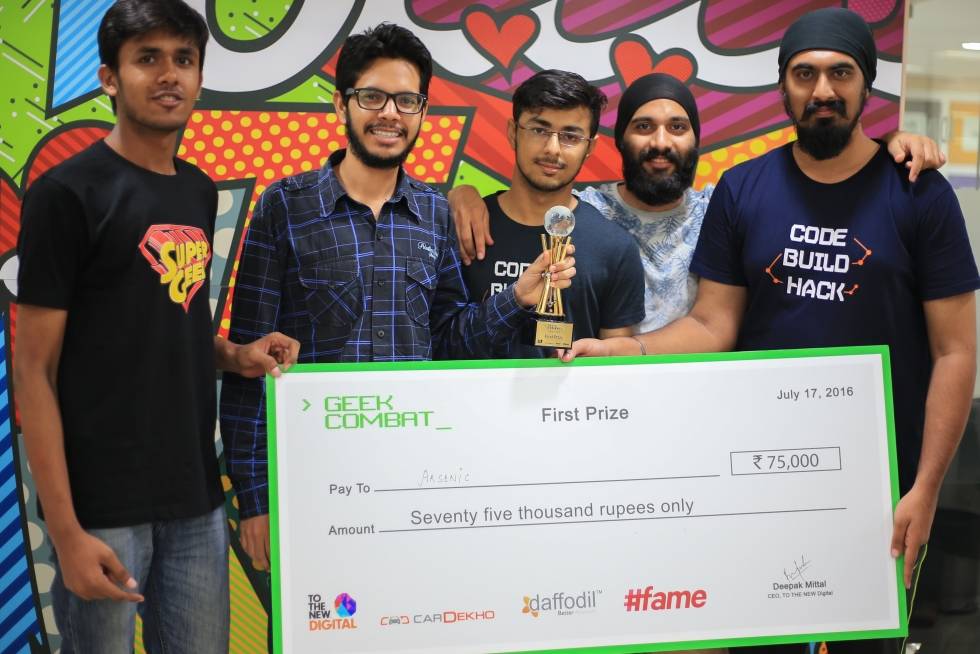 SUPER
GEEK
CODE
BUILD
HACK
> GEEK
COMBAT_
First Prize
July 17, 2016
Pay To Arsenic
₹ 75,000
Amount Seventy five thousand rupees only
TO
THE
NEW
DIGITAL
CARDEKHO
daffodil™
#fame
Deepak Mittal
CEO, TO THE NEW Digital